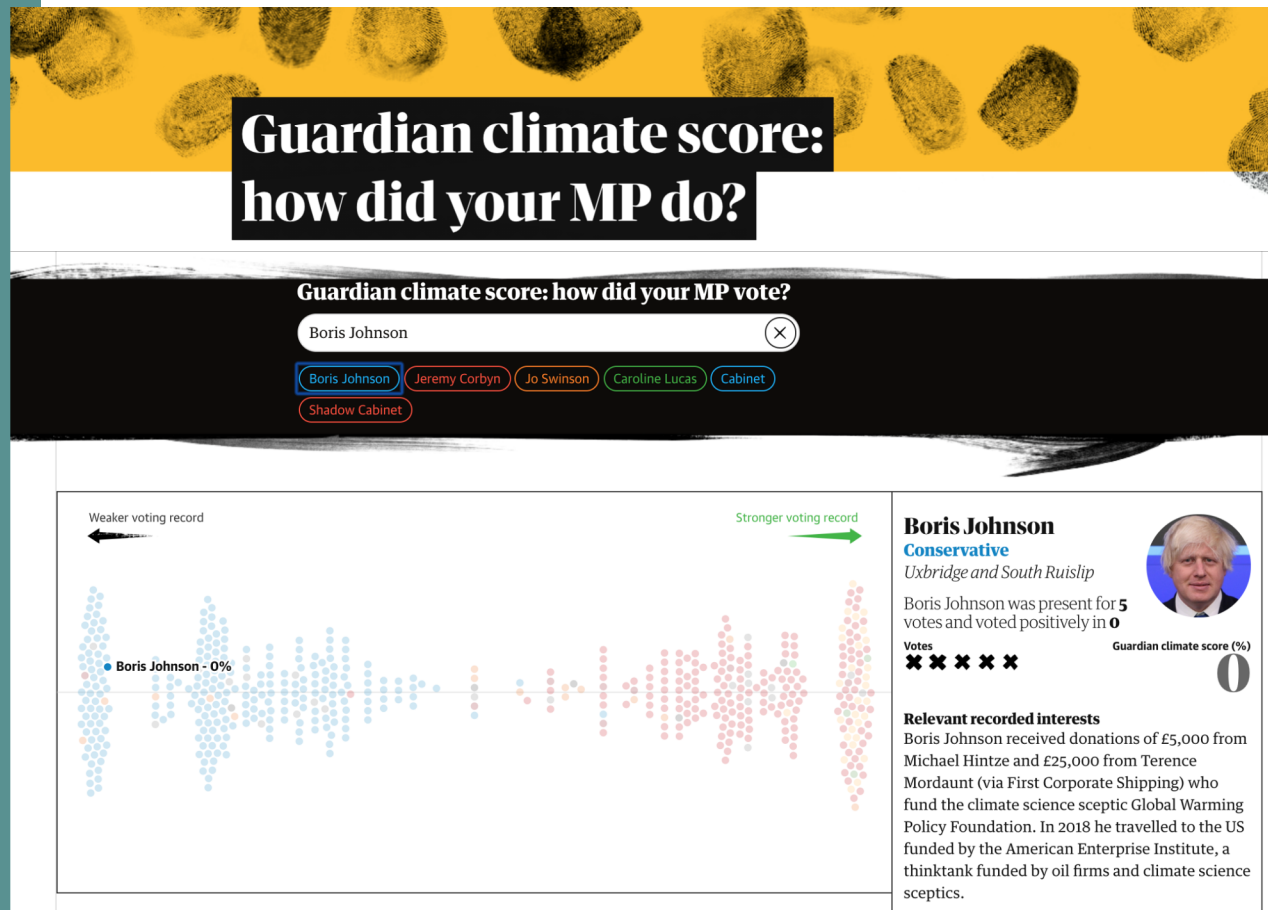 Guardian climate score:
how did your MP do?
Guardian climate score: how did your MP vote?
Boris Johnson
Boris Johnson
Jeremy Corbyn
Jo Swinson
Caroline Lucas
Cabinet
Shadow Cabinet
Weaker voting record
Stronger voting record
Boris Johnson - 0%
Boris Johnson
Conservative
Uxbridge and South Ruislip
Boris Johnson was present for 5
votes and voted positively in 0
Votes
Guardian climate score (%)
0
Relevant recorded interests
Boris Johnson received donations of £5,000 from
Michael Hintze and £25,000 from Terence
Mordaunt (via First Corporate Shipping) who
fund the climate science sceptic Global Warming
Policy Foundation. In 2018 he travelled to the US
funded by the American Enterprise Institute, a
thinktank funded by oil firms and climate science
sceptics.